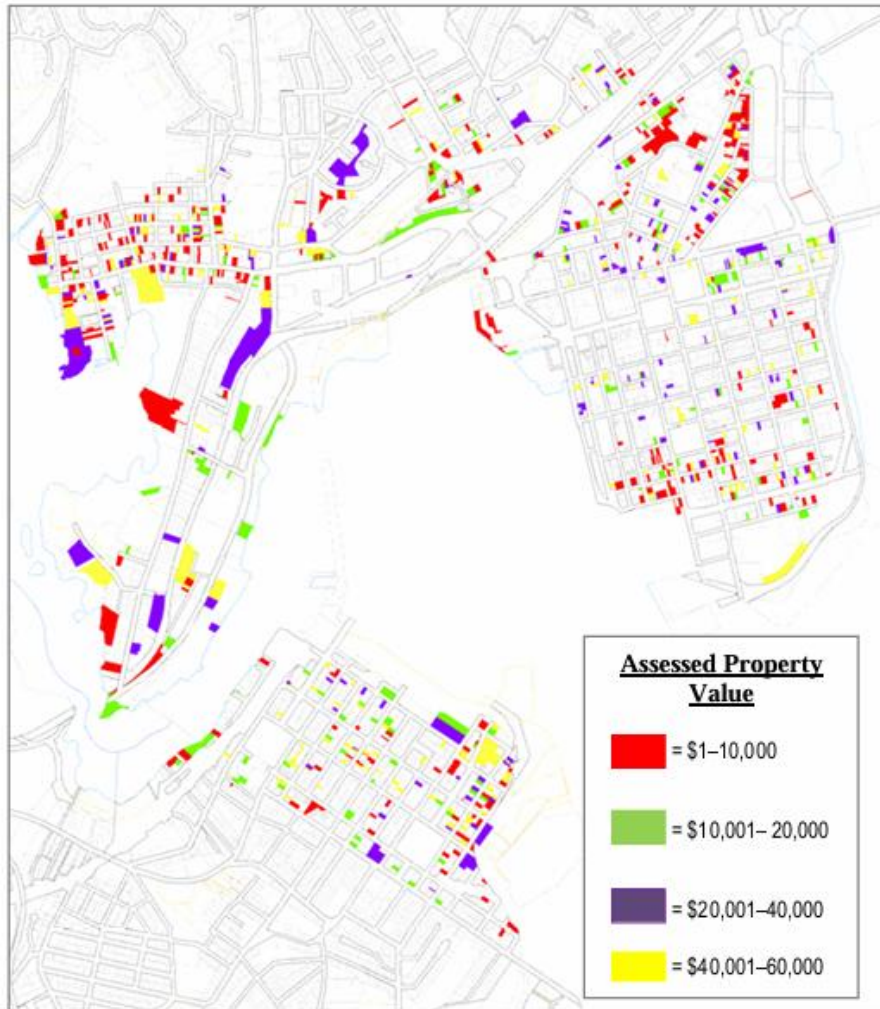 Assessed Property
Value
= $1–10,000
= $10,001– 20,000
= $20,001–40,000
= $40,001–60,000